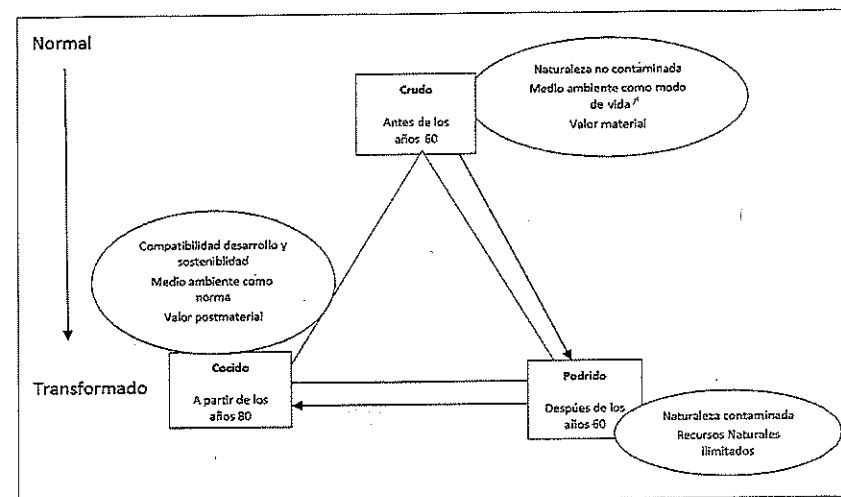 Normal
Crudo
Antes de los
años 60
Naturaleza no contaminada
Medio ambiente como modo
de vida
Valor material
Compatibilidad desarrollo y
sosteniblidad
Medio ambiente como
norma
Valor postmaterial
Transformado
Cocido
A partir de los
años 80
Podrido
Despúes de los
años 60
Naturaleza contaminada
Recursos Naturales
ilimitados